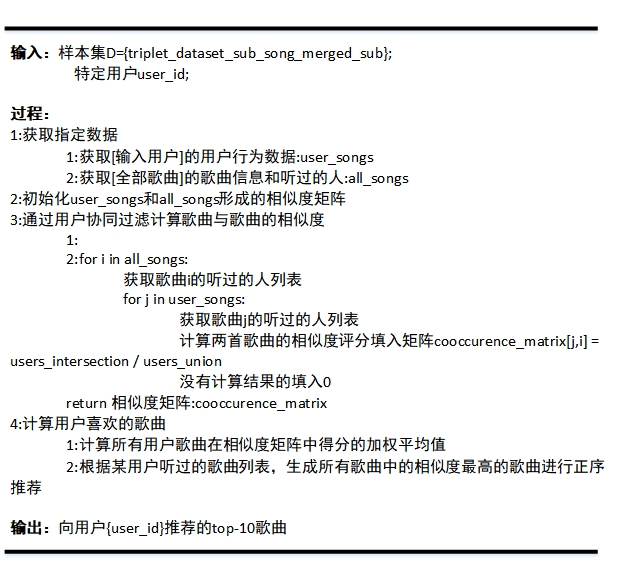 输入：样本集D={triplet_dataset_sub_song_merged_sub};
特定用户user_id;
过程：
1:获取指定数据
1:获取[输入用户]的用户行为数据:user_songs
2:获取[全部歌曲]的歌曲信息和听过的人:all_songs
2:初始化user_songs和all_songs形成的相似度矩阵
3:通过用户协同过滤计算歌曲与歌曲的相似度
1:
2:for i in all_songs:
获取歌曲i的听过的人列表
for j in user_songs:
获取歌曲j的听过的人列表
计算两首歌曲的相似度评分填入矩阵cooccurence_matrix[j,i] =
users_intersection / users_union
没有计算结果的填入0
return 相似度矩阵:cooccurence_matrix
4:计算用户喜欢的歌曲
1:计算所有用户歌曲在相似度矩阵中得分的加权平均值
2:根据某用户听过的歌曲列表，生成所有歌曲中的相似度最高的歌曲进行正序
推荐
输出：向用户{user_id}推荐的top-10歌曲